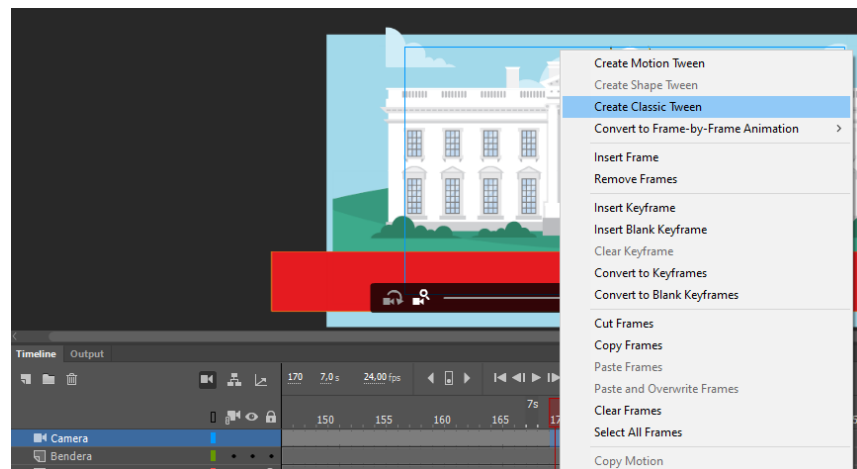 Create Motion Tween
Create Shape Tween
Create Classic Tween
Convert to Frame-by-Frame Animation
Insert Frame
Remove Frames
Insert Keyframe
Insert Blank Keyframe
Clear Keyframe
Convert to Keyframes
Convert to Blank Keyframes
Cut Frames
Copy Frames
Paste Frames
Paste and Overwrite Frames
Clear Frames
Select All Frames
Copy Motion
Timeline Output
170 7,0 s 24,00 fps
7s
150 155 160 165 17
Camera
Bendera